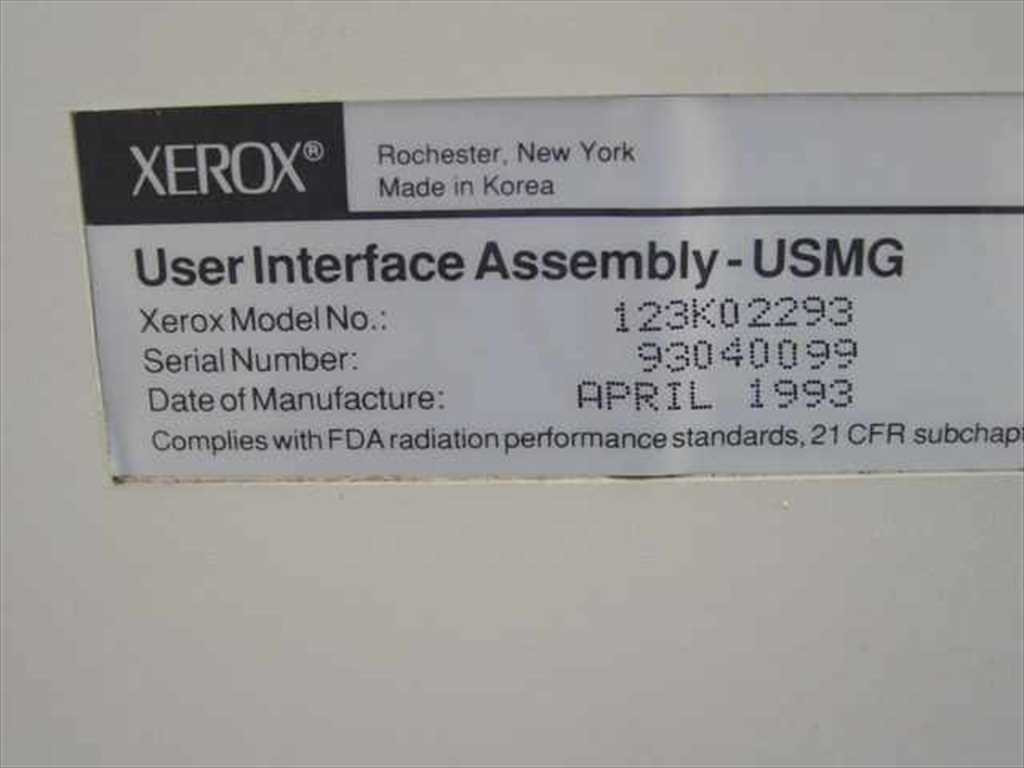 XEROX®
Rochester, New York
Made in Korea
User Interface Assembly - USMG
Xerox Model No.: 123K02293
Serial Number: 93040099
Date of Manufacture: APRIL 1993
Complies with FDA radiation performance standards, 21 CFR subchapt